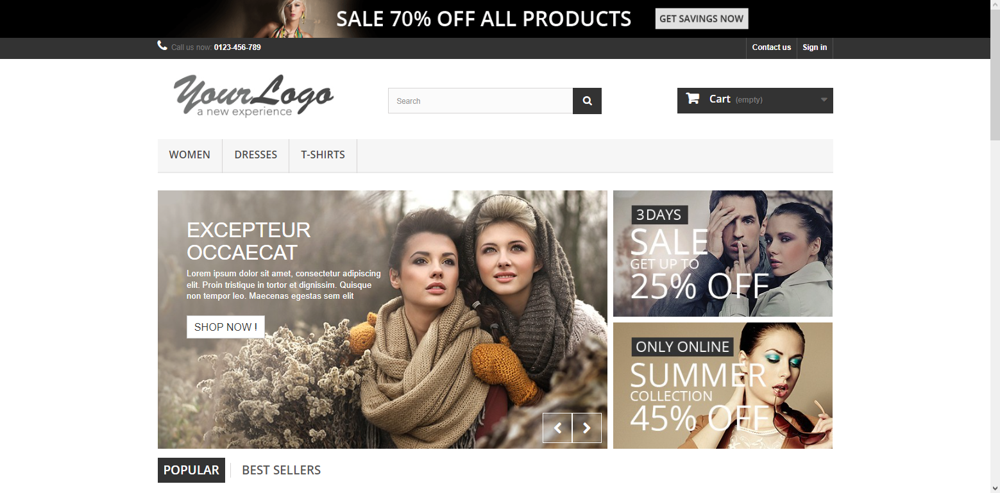 SALE 70% OFF ALL PRODUCTS GET SAVINGS NOW
Call us now: 0123-456-789 Contact us Sign in
YourLogo
a new experience
Search
Cart (empty)
WOMEN DRESSES T-SHIRTS
EXCEPTEUR
OCCAECAT
Lorem ipsum dolor sit amet, consectetur adipiscing
elit. Proin tristique in tortor et dignissim. Quisque
non tempor leo. Maecenas egestas sem elit
SHOP NOW !
3 DAYS
SALE
GET UP TO
25% OFF
ONLY ONLINE
SUMMER
COLLECTION
45% OFF
POPULAR BEST SELLERS